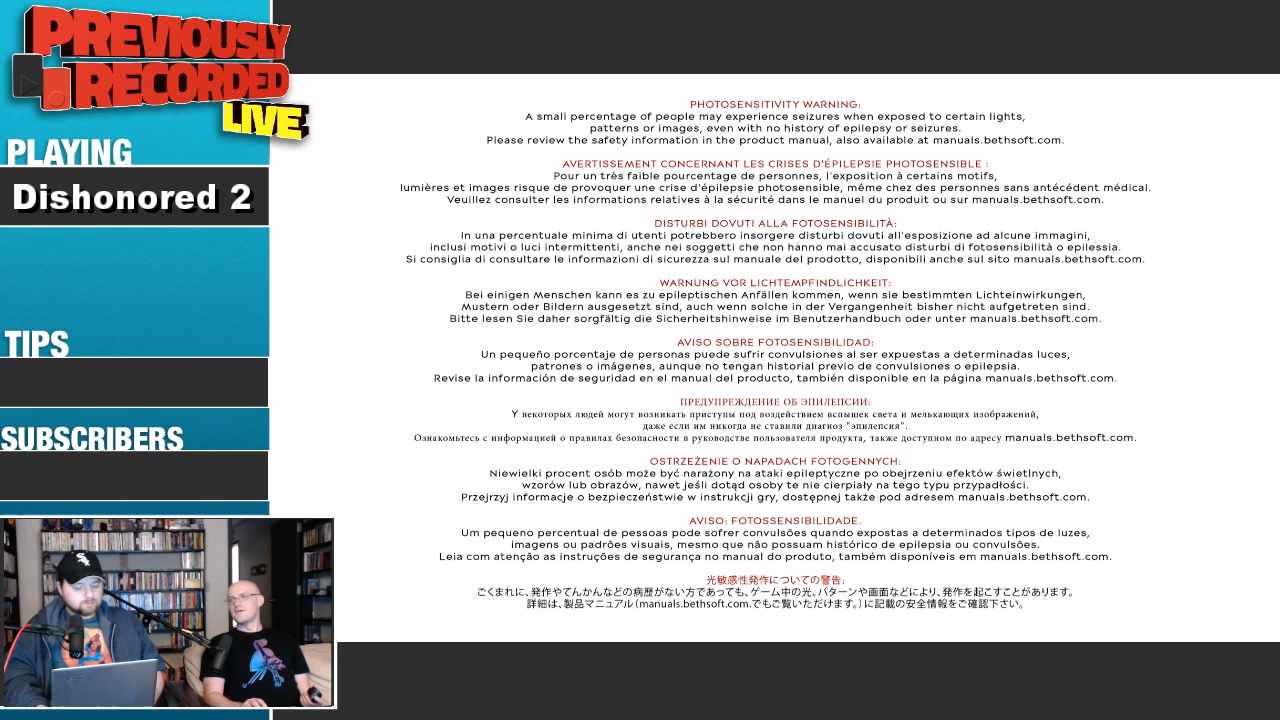 PREVIOUSLY
RECORDED
LIVE
PLAYING
Dishonored 2
TIPS
SUBSCRIBERS
PHOTOSENSITIVITY WARNING:
A small percentage of people may experience seizures when exposed to certain lights,
patterns or images, even with no history of epilepsy or seizures.
Please review the safety information in the product manual, also available at manuals.bethsoft.com.
AVERTISSEMENT CONCERNANT LES CRISES D'ÉPILEPSIE PHOTOSENSIBLE :
Pour un très faible pourcentage de personnes, l'exposition à certains motifs,
lumières et images risque de provoquer une crise d'épilepsie photosensible, même chez des personnes sans antécédent médical.
Veuillez consulter les informations relatives à la sécurité dans le manuel du produit ou sur manuals.bethsoft.com.
DISTURBI DOVUTI ALLA FOTOSENSIBILITÀ:
In una percentuale minima di utenti potrebbero insorgere disturbi dovuti all'esposizione ad alcune immagini,
inclusi motivi o luci intermittenti, anche nei soggetti che non hanno mai accusato disturbi di fotosensibilità o epilessia.
Si consiglia di consultare le informazioni di sicurezza sul manuale del prodotto, disponibili anche sul sito manuals.bethsoft.com.
WARNUNG VOR LICHTEMPFINDLICHKEIT:
Bei einigen Menschen kann es zu epileptischen Anfällen kommen, wenn sie bestimmten Lichteinwirkungen,
Mustern oder Bildern ausgesetzt sind, auch wenn solche in der Vergangenheit bisher nicht aufgetreten sind.
Bitte lesen Sie daher sorgfältig die Sicherheitshinweise im Benutzerhandbuch oder unter manuals.bethsoft.com.
AVISO SOBRE FOTOSENSIBILIDAD:
Un pequeño porcentaje de personas puede sufrir convulsiones al ser expuestas a determinadas luces,
patrones o imágenes, aunque no tengan historial previo de convulsiones o epilepsia.
Revise la información de seguridad en el manual del producto, también disponible en la página manuals.bethsoft.com.
ПРЕДУПРЕЖДЕНИЕ ОБ ЭПИЛЕПСИИ:
У некоторых людей могут возникать приступы под воздействием вспышек света и мелькающих изображений,
даже если им никогда не ставили диагноз "эпилепсия".
Ознакомьтесь с информацией о правилах безопасности в руководстве пользователя продукта, также доступном по адресу manuals.bethsoft.com.
OSTRZEŻENIE O NAPADACH FOTOGENNYCH:
Niewielki procent osób może być narażony na ataki epileptyczne po obejrzeniu efektów świetlnych,
wzorów lub obrazów, nawet jeśli dotąd osoby te nie cierpiały na tego typu przypadłości.
Przejrzyj informacje o bezpieczeństwie w instrukcji gry, dostępnej także pod adresem manuals.bethsoft.com.
AVISO: FOTOSSENSIBILIDADE.
Um pequeno percentual de pessoas pode sofrer convulsões quando expostas a determinados tipos de luzes,
imagens ou padrões visuais, mesmo que não possuam histórico de epilepsia ou convulsões.
Leia com atenção as instruções de segurança no manual do produto, também disponíveis em manuals.bethsoft.com.
光敏感性発作についての警告:
ごくまれに、発作やてんかんなどの病歴がない方であっても、ゲーム中の光、パターンや画面などにより、発作を起こすことがあります。
詳細は、製品マニュアル（manuals.bethsoft.com.でもご覧いただけます。）に記載の安全情報をご確認下さい。